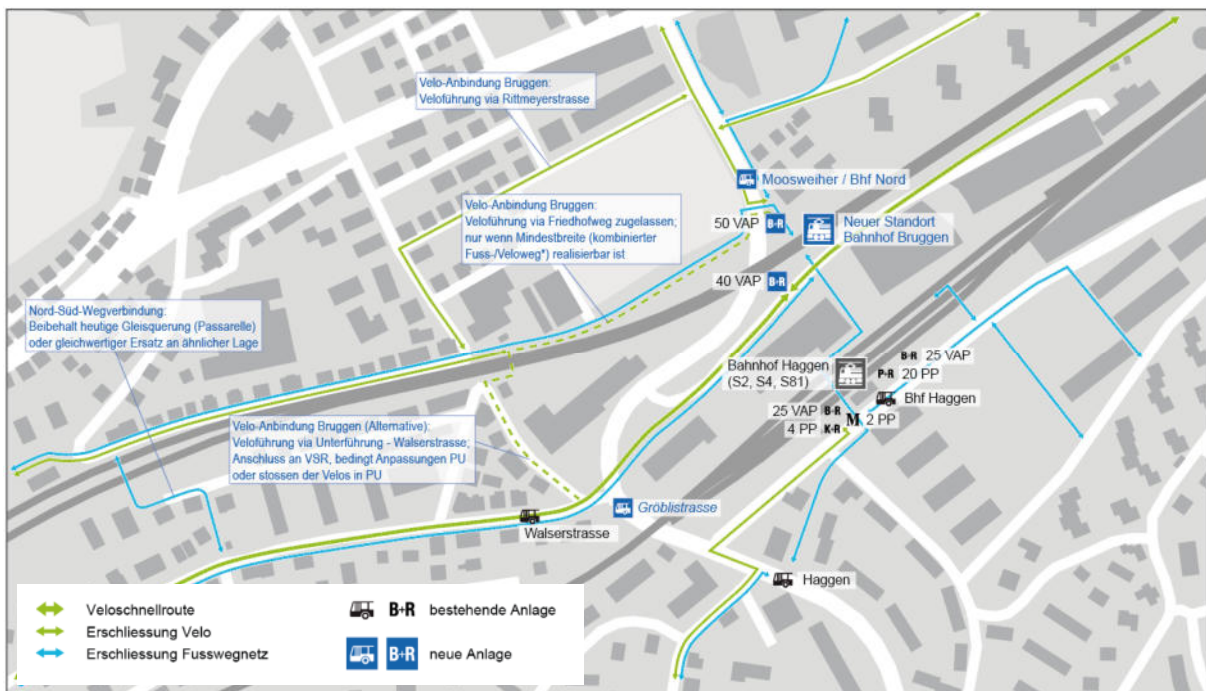 Velo-Anbindung Bruggen:
Veloführung via Rittmeyerstrasse
Moosweiher / Bhf Nord
Velo-Anbindung Bruggen:
Veloführung via Friedhofweg zugelassen;
nur wenn Mindestbreite (kombinierter
Fuss-/Veloweg*) realisierbar ist
50 VAP B+R
Neuer Standort
Bahnhof Bruggen
40 VAP B+R
Nord-Süd-Wegverbindung:
Beibehalt heutige Gleisquerung (Passarelle)
oder gleichwertiger Ersatz an ähnlicher Lage
Bahnhof Haggen
(S2, S4, S81)
B+R 25 VAP
P+R 20 PP
Bhf Haggen
25 VAP B+R
4 PP K+R
M 2 PP
Velo-Anbindung Bruggen (Alternative):
Veloführung via Unterführung - Walserstrasse;
Anschluss an VSR, bedingt Anpassungen PU
oder stossen der Velos in PU
Gröblistrasse
Walserstrasse
Haggen
Veloschnellroute
Erschliessung Velo
Erschliessung Fusswegnetz
B+R bestehende Anlage
B+R neue Anlage